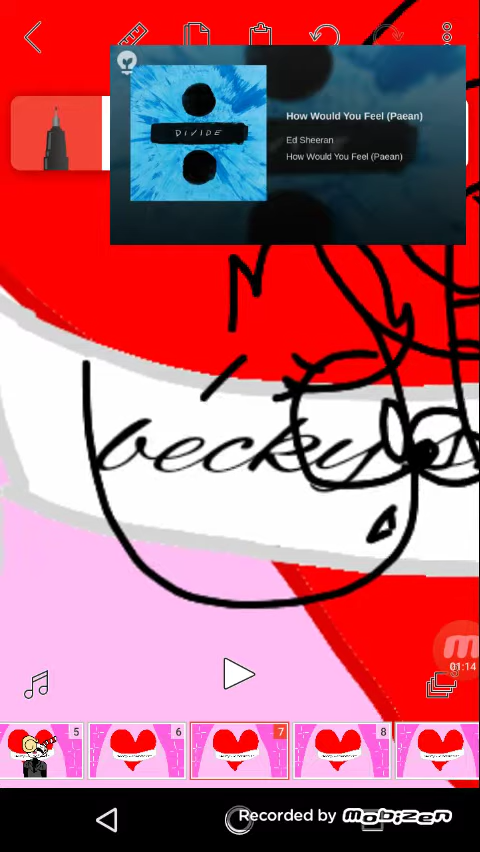 DIVIDE
How Would You Feel (Paean)
Ed Sheeran
How Would You Feel (Paean)
becky
01:14
5
6
7
8
Recorded by mobizen